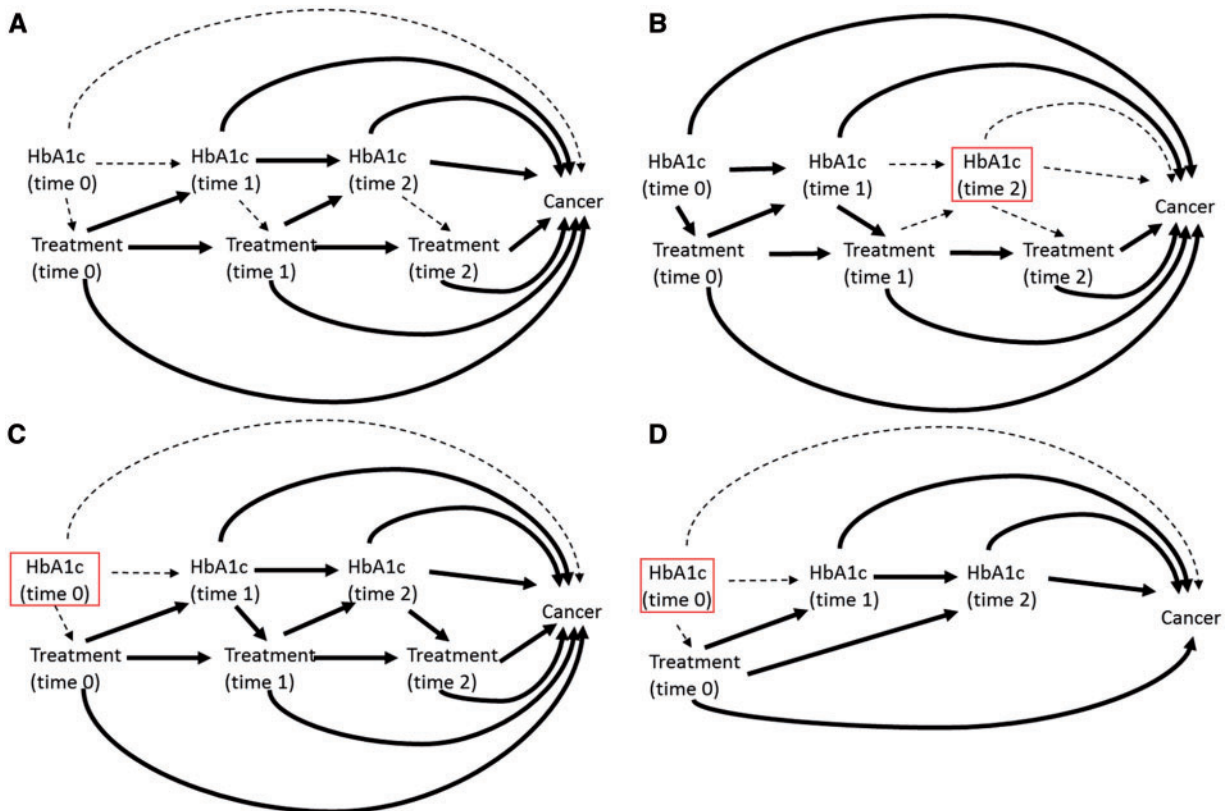 A
HbA1c
(time 0)
HbA1c
(time 1)
HbA1c
(time 2)
Cancer
Treatment
(time 0)
Treatment
(time 1)
Treatment
(time 2)
B
HbA1c
(time 0)
HbA1c
(time 1)
HbA1c
(time 2)
Cancer
Treatment
(time 0)
Treatment
(time 1)
Treatment
(time 2)
C
HbA1c
(time 0)
HbA1c
(time 1)
HbA1c
(time 2)
Cancer
Treatment
(time 0)
Treatment
(time 1)
Treatment
(time 2)
D
HbA1c
(time 0)
HbA1c
(time 1)
HbA1c
(time 2)
Cancer
Treatment
(time 0)